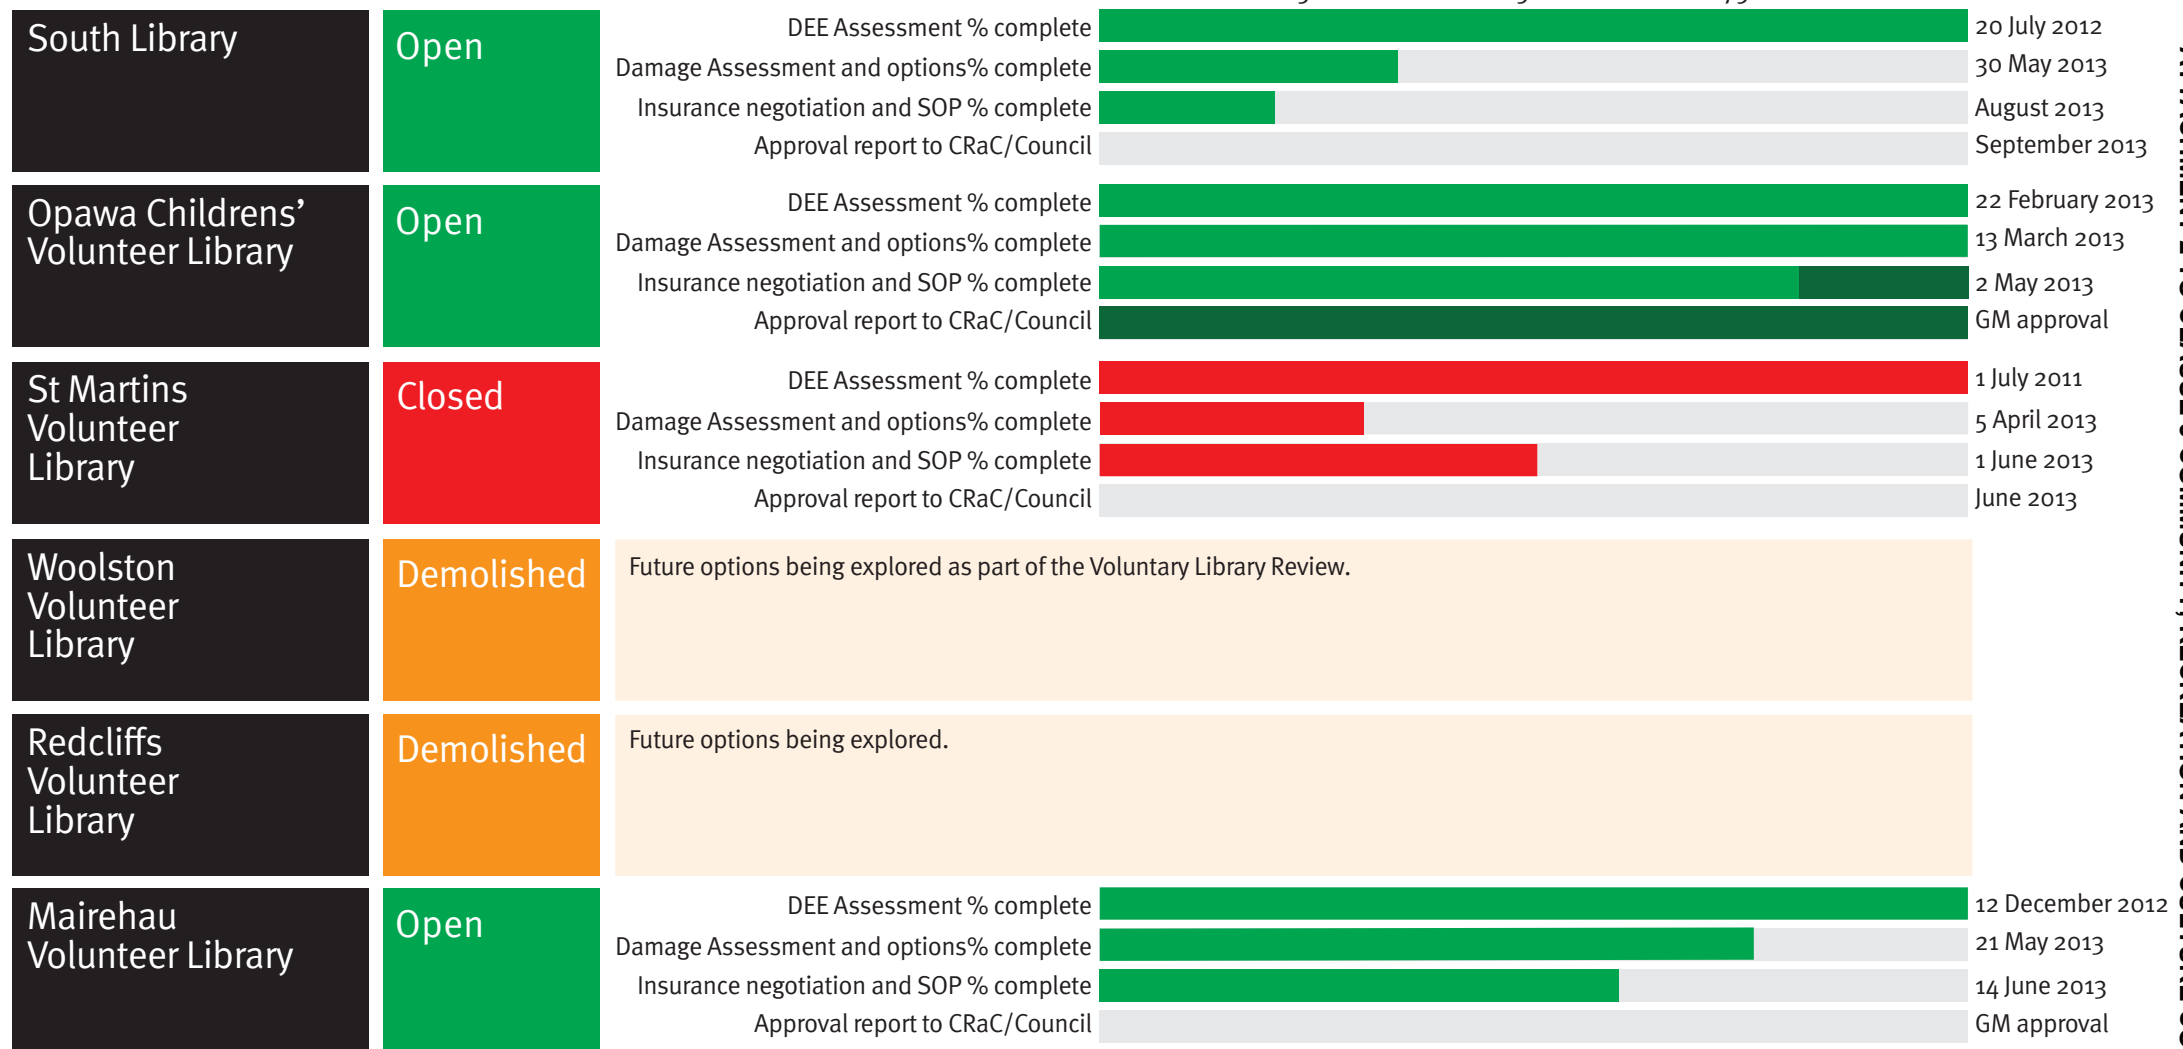 South Library
Open
DEE Assessment % complete
20 July 2012
Damage Assessment and options% complete
30 May 2013
Insurance negotiation and SOP % complete
August 2013
Approval report to CRaC/Council
September 2013
Opawa Childrens’
Volunteer Library
Open
DEE Assessment % complete
22 February 2013
Damage Assessment and options% complete
13 March 2013
Insurance negotiation and SOP % complete
2 May 2013
Approval report to CRaC/Council
GM approval
St Martins
Volunteer
Library
Closed
DEE Assessment % complete
1 July 2011
Damage Assessment and options% complete
5 April 2013
Insurance negotiation and SOP % complete
1 June 2013
Approval report to CRaC/Council
June 2013
Woolston
Volunteer
Library
Demolished
Future options being explored as part of the Voluntary Library Review.
Redcliffs
Volunteer
Library
Demolished
Future options being explored.
Mairehau
Volunteer Library
Open
DEE Assessment % complete
12 December 2012
Damage Assessment and options% complete
21 May 2013
Insurance negotiation and SOP % complete
14 June 2013
Approval report to CRaC/Council
GM approval